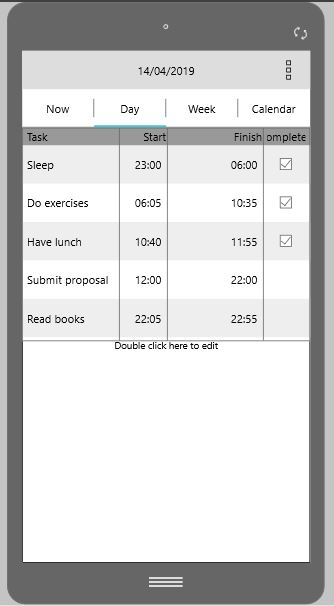 14/04/2019
Now Day Week Calendar
Task Start Finish omplete
Sleep 23:00 06:00
Do exercises 06:05 10:35
Have lunch 10:40 11:55
Submit proposal 12:00 22:00
Read books 22:05 22:55
Double click here to edit